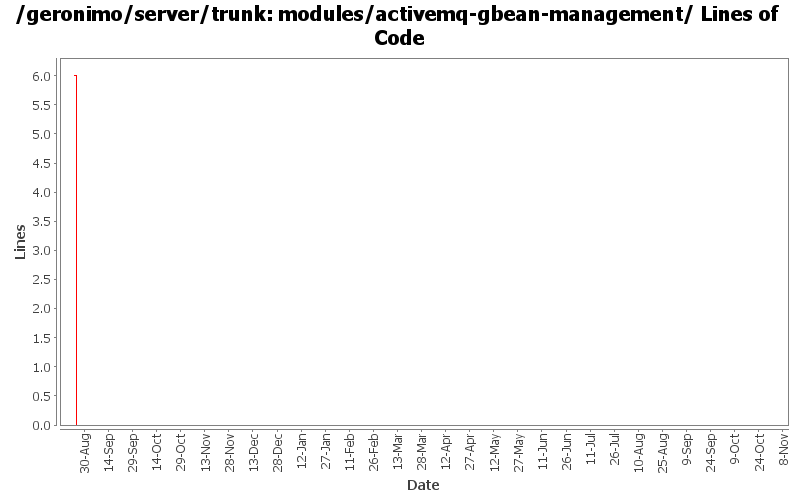 /geronimo/server/trunk: modules/activemq-gbean-management/ Lines of
Code
6.0
5.5
5.0
4.5
4.0
3.5
3.0
2.5
2.0
1.5
1.0
0.5
0.0
Lines
30-Aug
14-Sep
29-Sep
14-Oct
29-Oct
13-Nov
28-Nov
13-Dec
28-Dec
12-Jan
27-Jan
11-Feb
26-Feb
13-Mar
28-Mar
12-Apr
27-Apr
12-May
27-May
11-Jun
26-Jun
11-Jul
26-Jul
10-Aug
25-Aug
9-Sep
24-Sep
9-Oct
24-Oct
8-Nov
Date